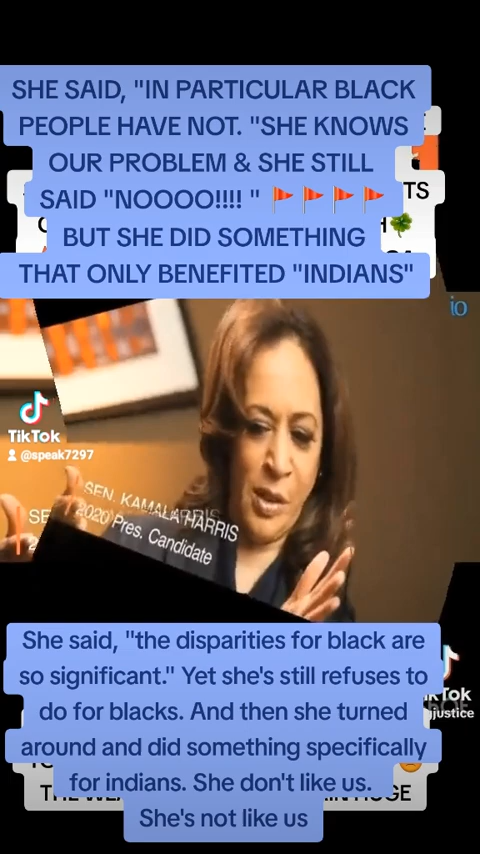 SHE SAID, "IN PARTICULAR BLACK
PEOPLE HAVE NOT. "SHE KNOWS
OUR PROBLEM & SHE STILL
SAID "NOOOO!!!! " 🚩🚩🚩🚩
BUT SHE DID SOMETHING
THAT ONLY BENEFITED "INDIANS"
io
TikTok
@speak7297
SEN. KAMALA HARRIS
2020 Pres. Candidate
She said, "the disparities for black are
so significant." Yet she's still refuses to
do for blacks. And then she turned
around and did something specifically
for indians. She don't like us.
She's not like us